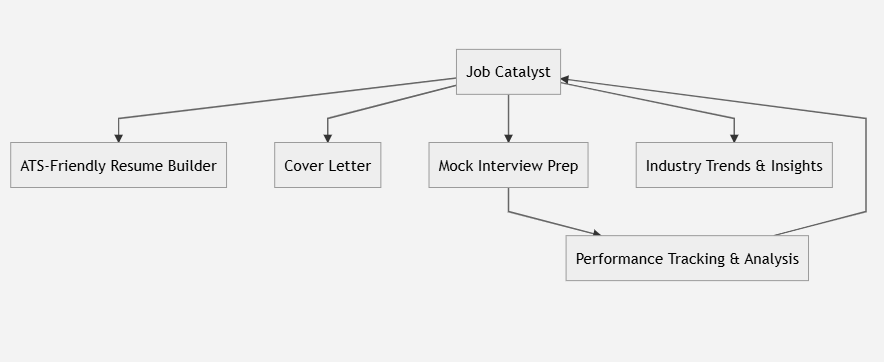 Job Catalyst
ATS-Friendly Resume Builder
Cover Letter
Mock Interview Prep
Industry Trends & Insights
Performance Tracking & Analysis